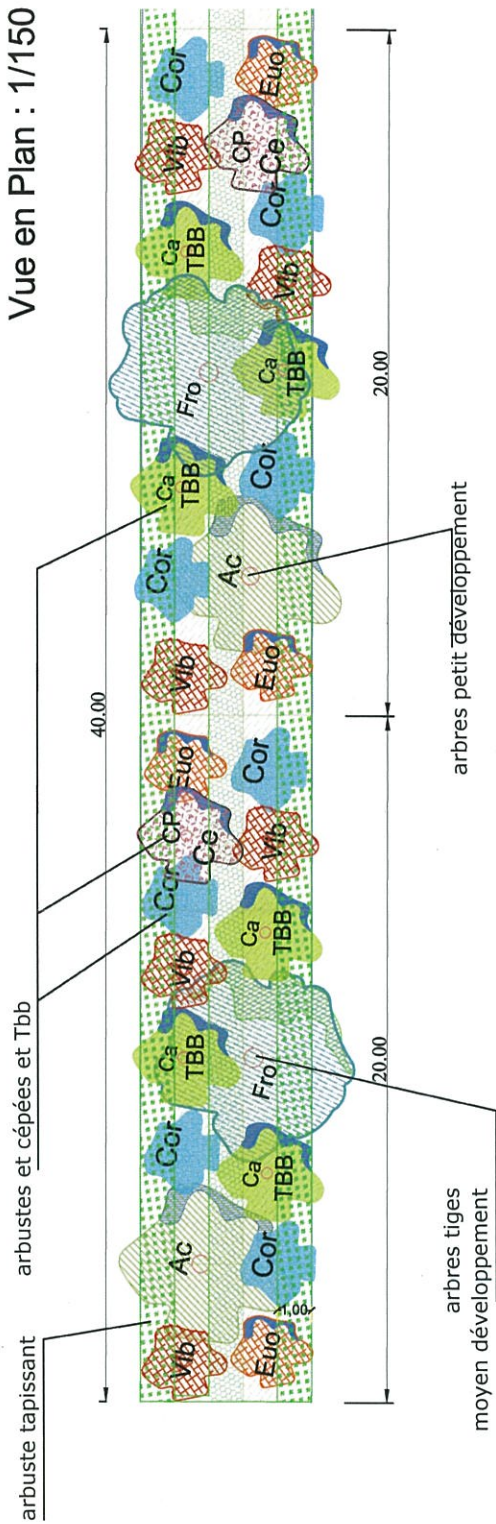 Vue en Plan : 1/150
arbustes et cépées et Tbb
arbuste tapissant
40.00
Vib
Ac
Cor
Ca
TBB
Vib
Cor
CP
Ce
Euo
Vib
Cor
Ca
TBB
Fro
Ca
TBB
Vib
Cor
Euo
Cor
1,00
Ca
TBB
Fro
Ca
TBB
Vib
Cor
Euo
Ac
Cor
Ca
TBB
Vib
Cor
CP
Ce
Euo
20.00
20.00
arbres tiges
moyen développement
arbres petit développement